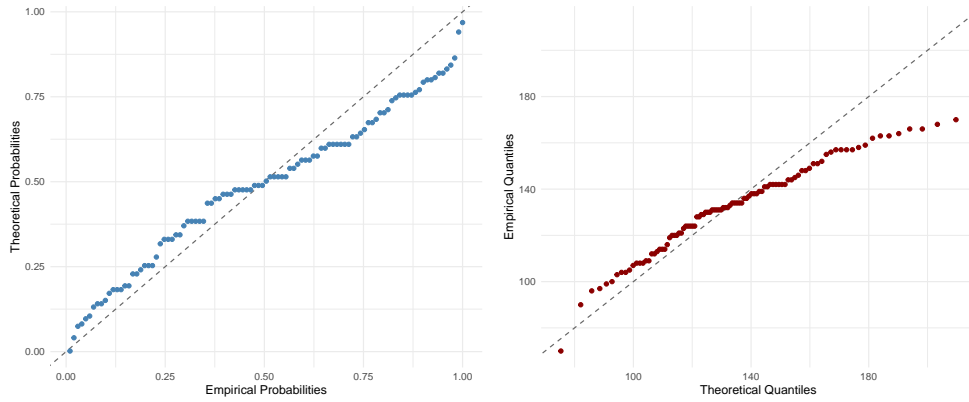 1.00
0.75
0.50
0.25
0.00
Theoretical Probabilities
0.00 0.25 0.50 0.75 1.00
Empirical Probabilities
180
140
100
Empirical Quantiles
100 140 180
Theoretical Quantiles